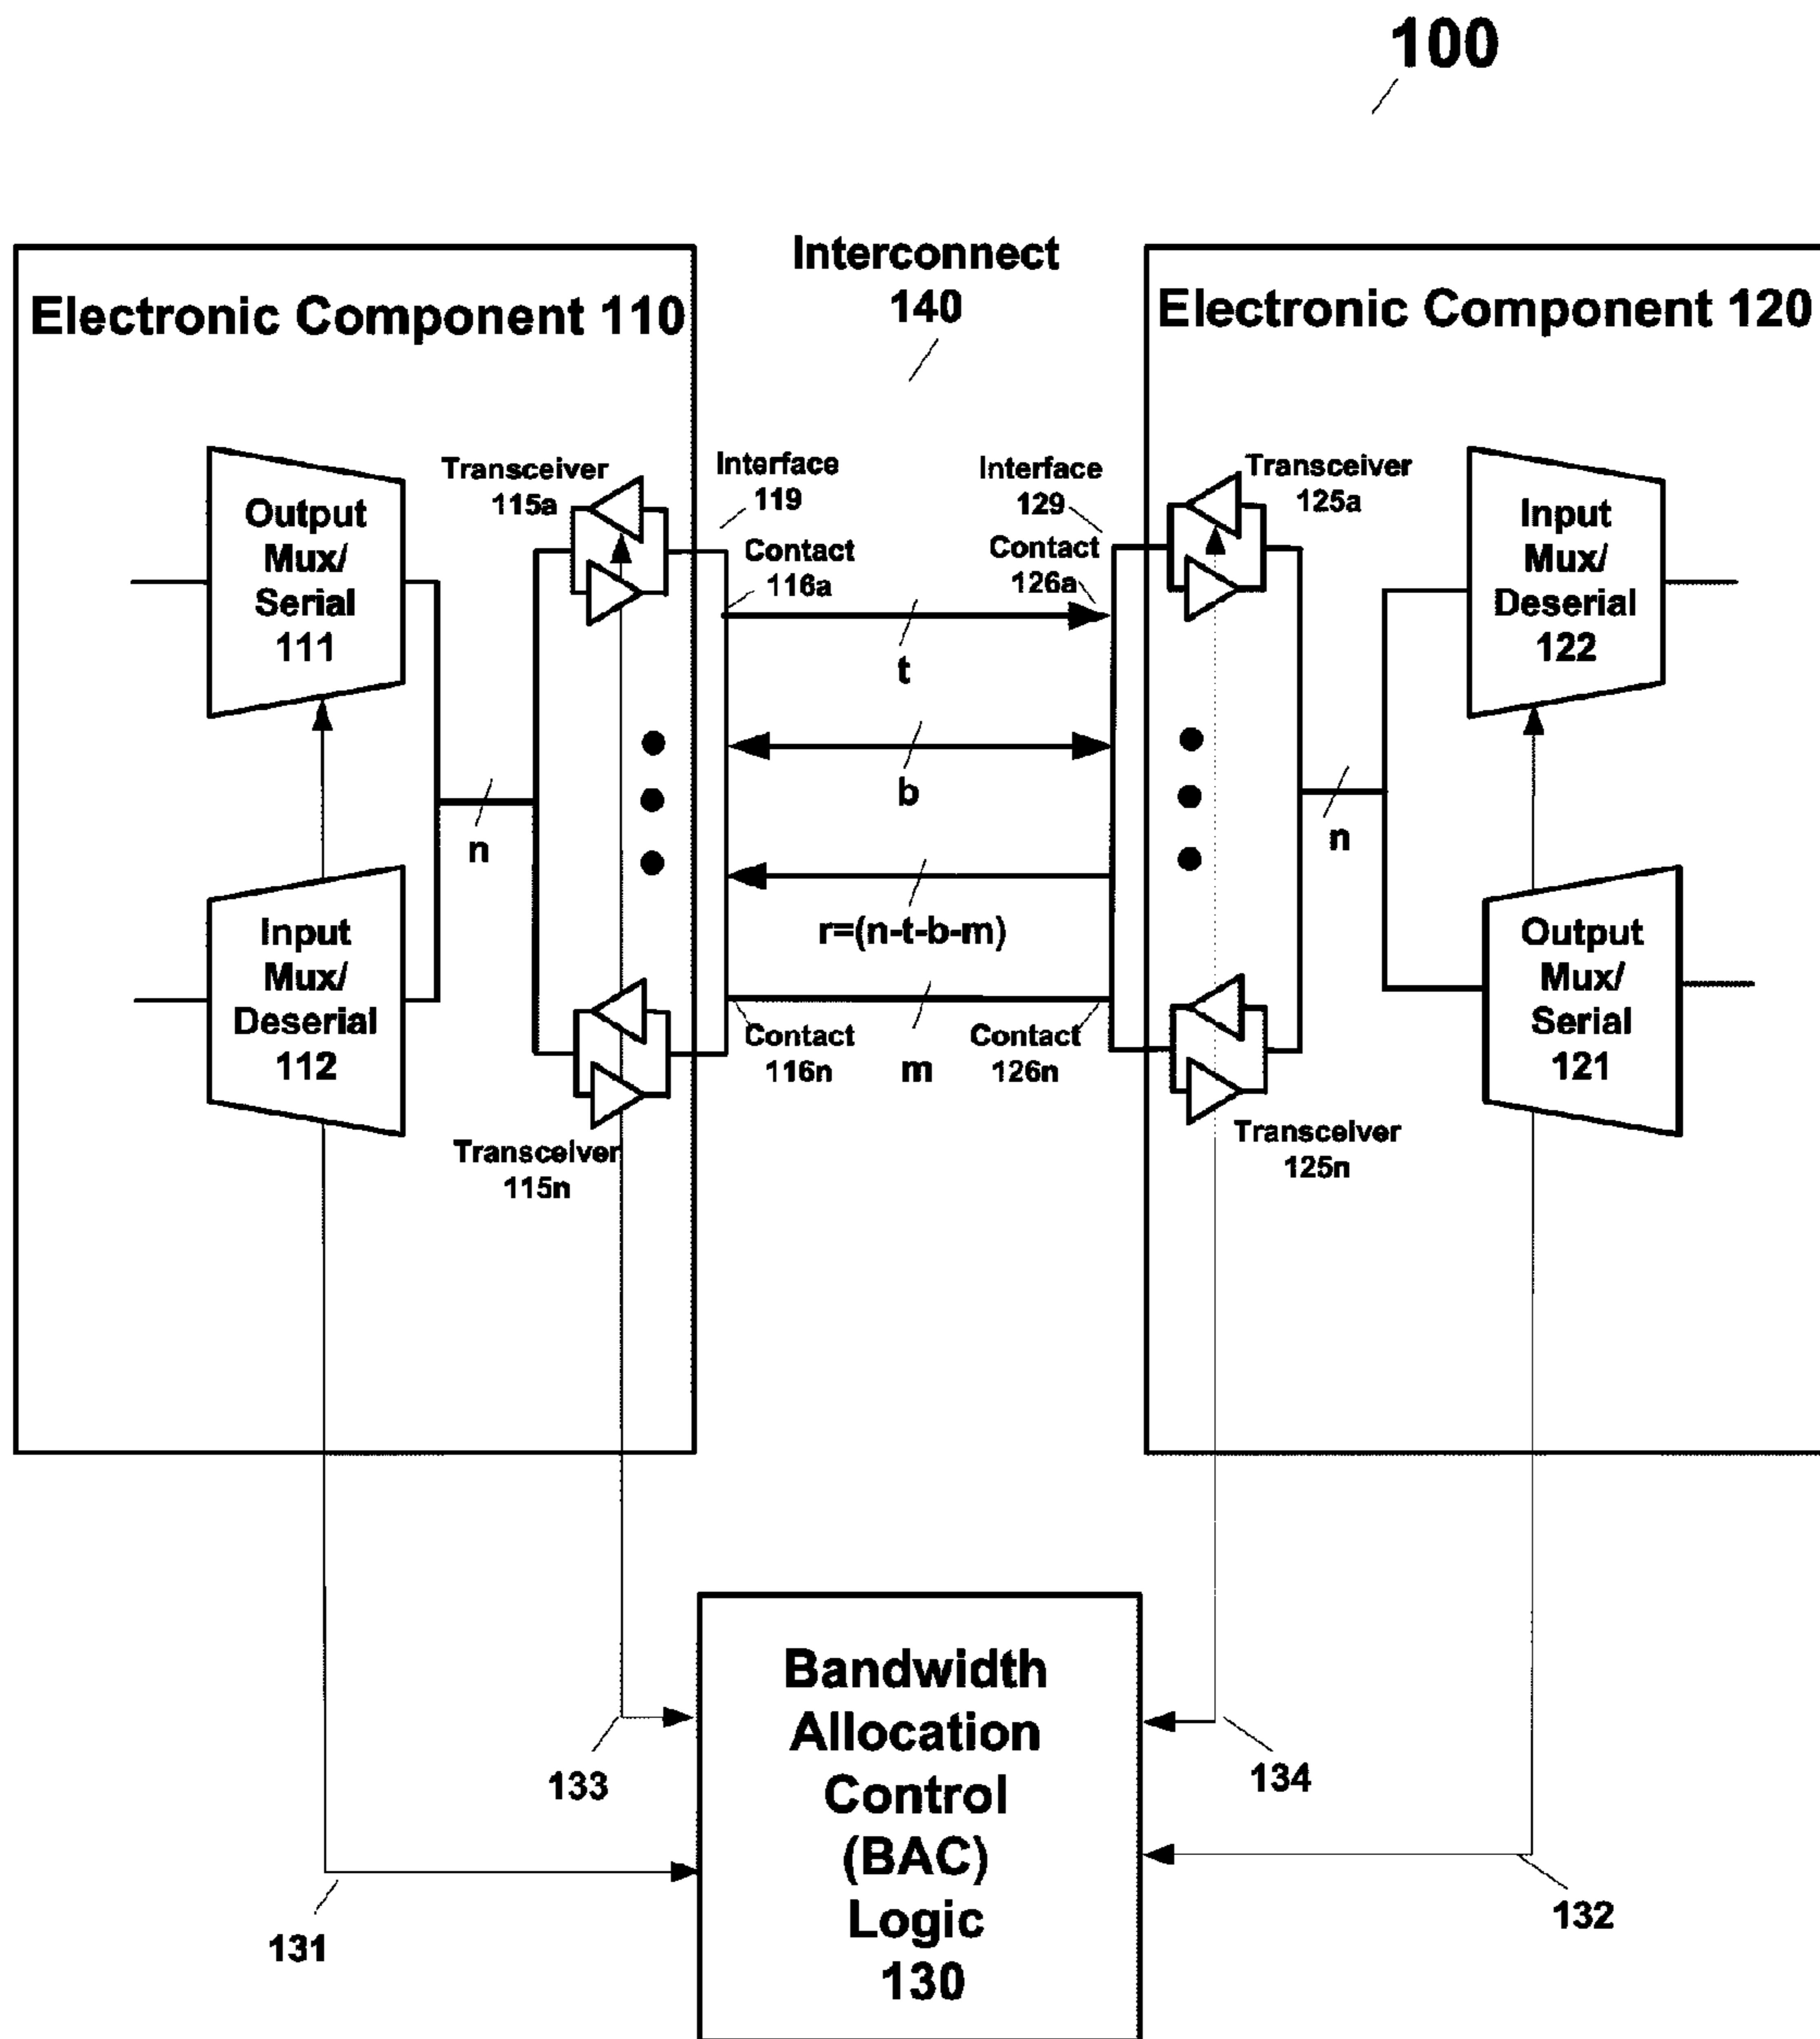 100
Interconnect
140
Electronic Component 110
Electronic Component 120
Transceiver
115a
Interface
119
Interface
129
Transceiver
125a
Output
Mux/
Serial
111
Contact
116a
Contact
126a
Input
Mux/
Deserial
122
t
b
n
n
r=(n-t-b-m)
Input
Mux/
Deserial
112
Output
Mux/
Serial
121
Contact
116n
m
Contact
126n
Transceiver
115n
Transceiver
125n
Bandwidth
Allocation
Control
(BAC)
Logic
130
133
134
131
132